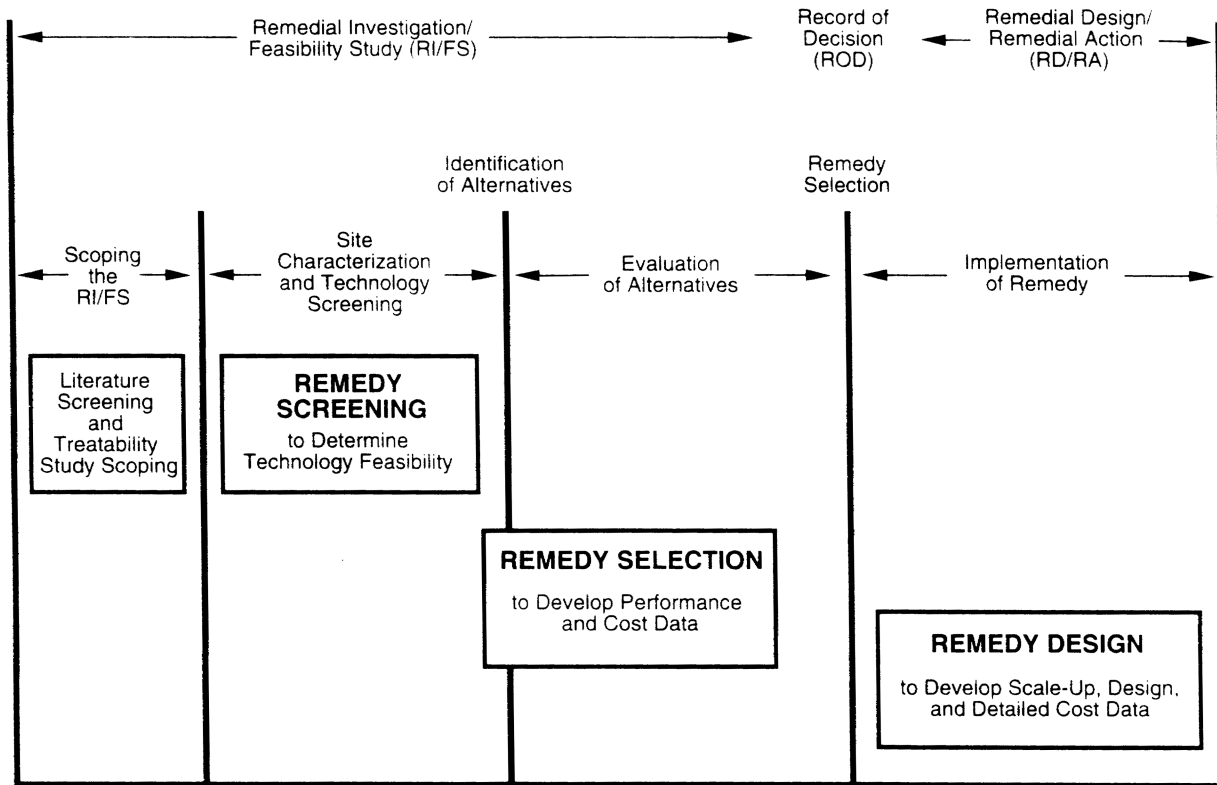 Remedial Investigation/
Feasibility Study (RI/FS)
Record of
Decision
(ROD)
Remedial Design/
Remedial Action
(RD/RA)
Identification
of Alternatives
Remedy
Selection
Scoping
the
RI/FS
Site
Characterization
and Technology
Screening
Evaluation
of Alternatives
Implementation
of Remedy
Literature
Screening
and
Treatability
Study Scoping
REMEDY
SCREENING
to Determine
Technology Feasibility
REMEDY SELECTION
to Develop Performance
and Cost Data
REMEDY DESIGN
to Develop Scale-Up, Design,
and Detailed Cost Data